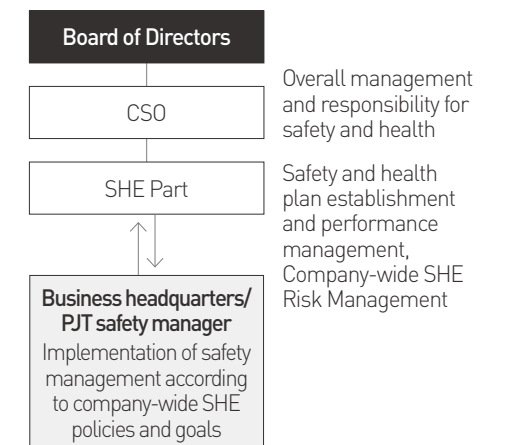 Board of Directors
CSO
Overall management
and responsibility for
safety and health
SHE Part
Safety and health
plan establishment
and performance
management,
Company-wide SHE
Risk Management
Business headquarters/
PJT safety manager
Implementation of safety
management according
to company-wide SHE
policies and goals